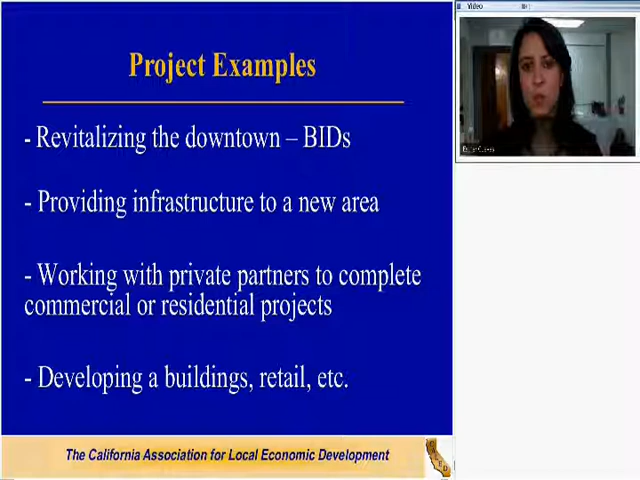 Project Examples
- Revitalizing the downtown – BIDs
- Providing infrastructure to a new area
- Working with private partners to complete
commercial or residential projects
- Developing a buildings, retail, etc.
The California Association for Local Economic Development
Video